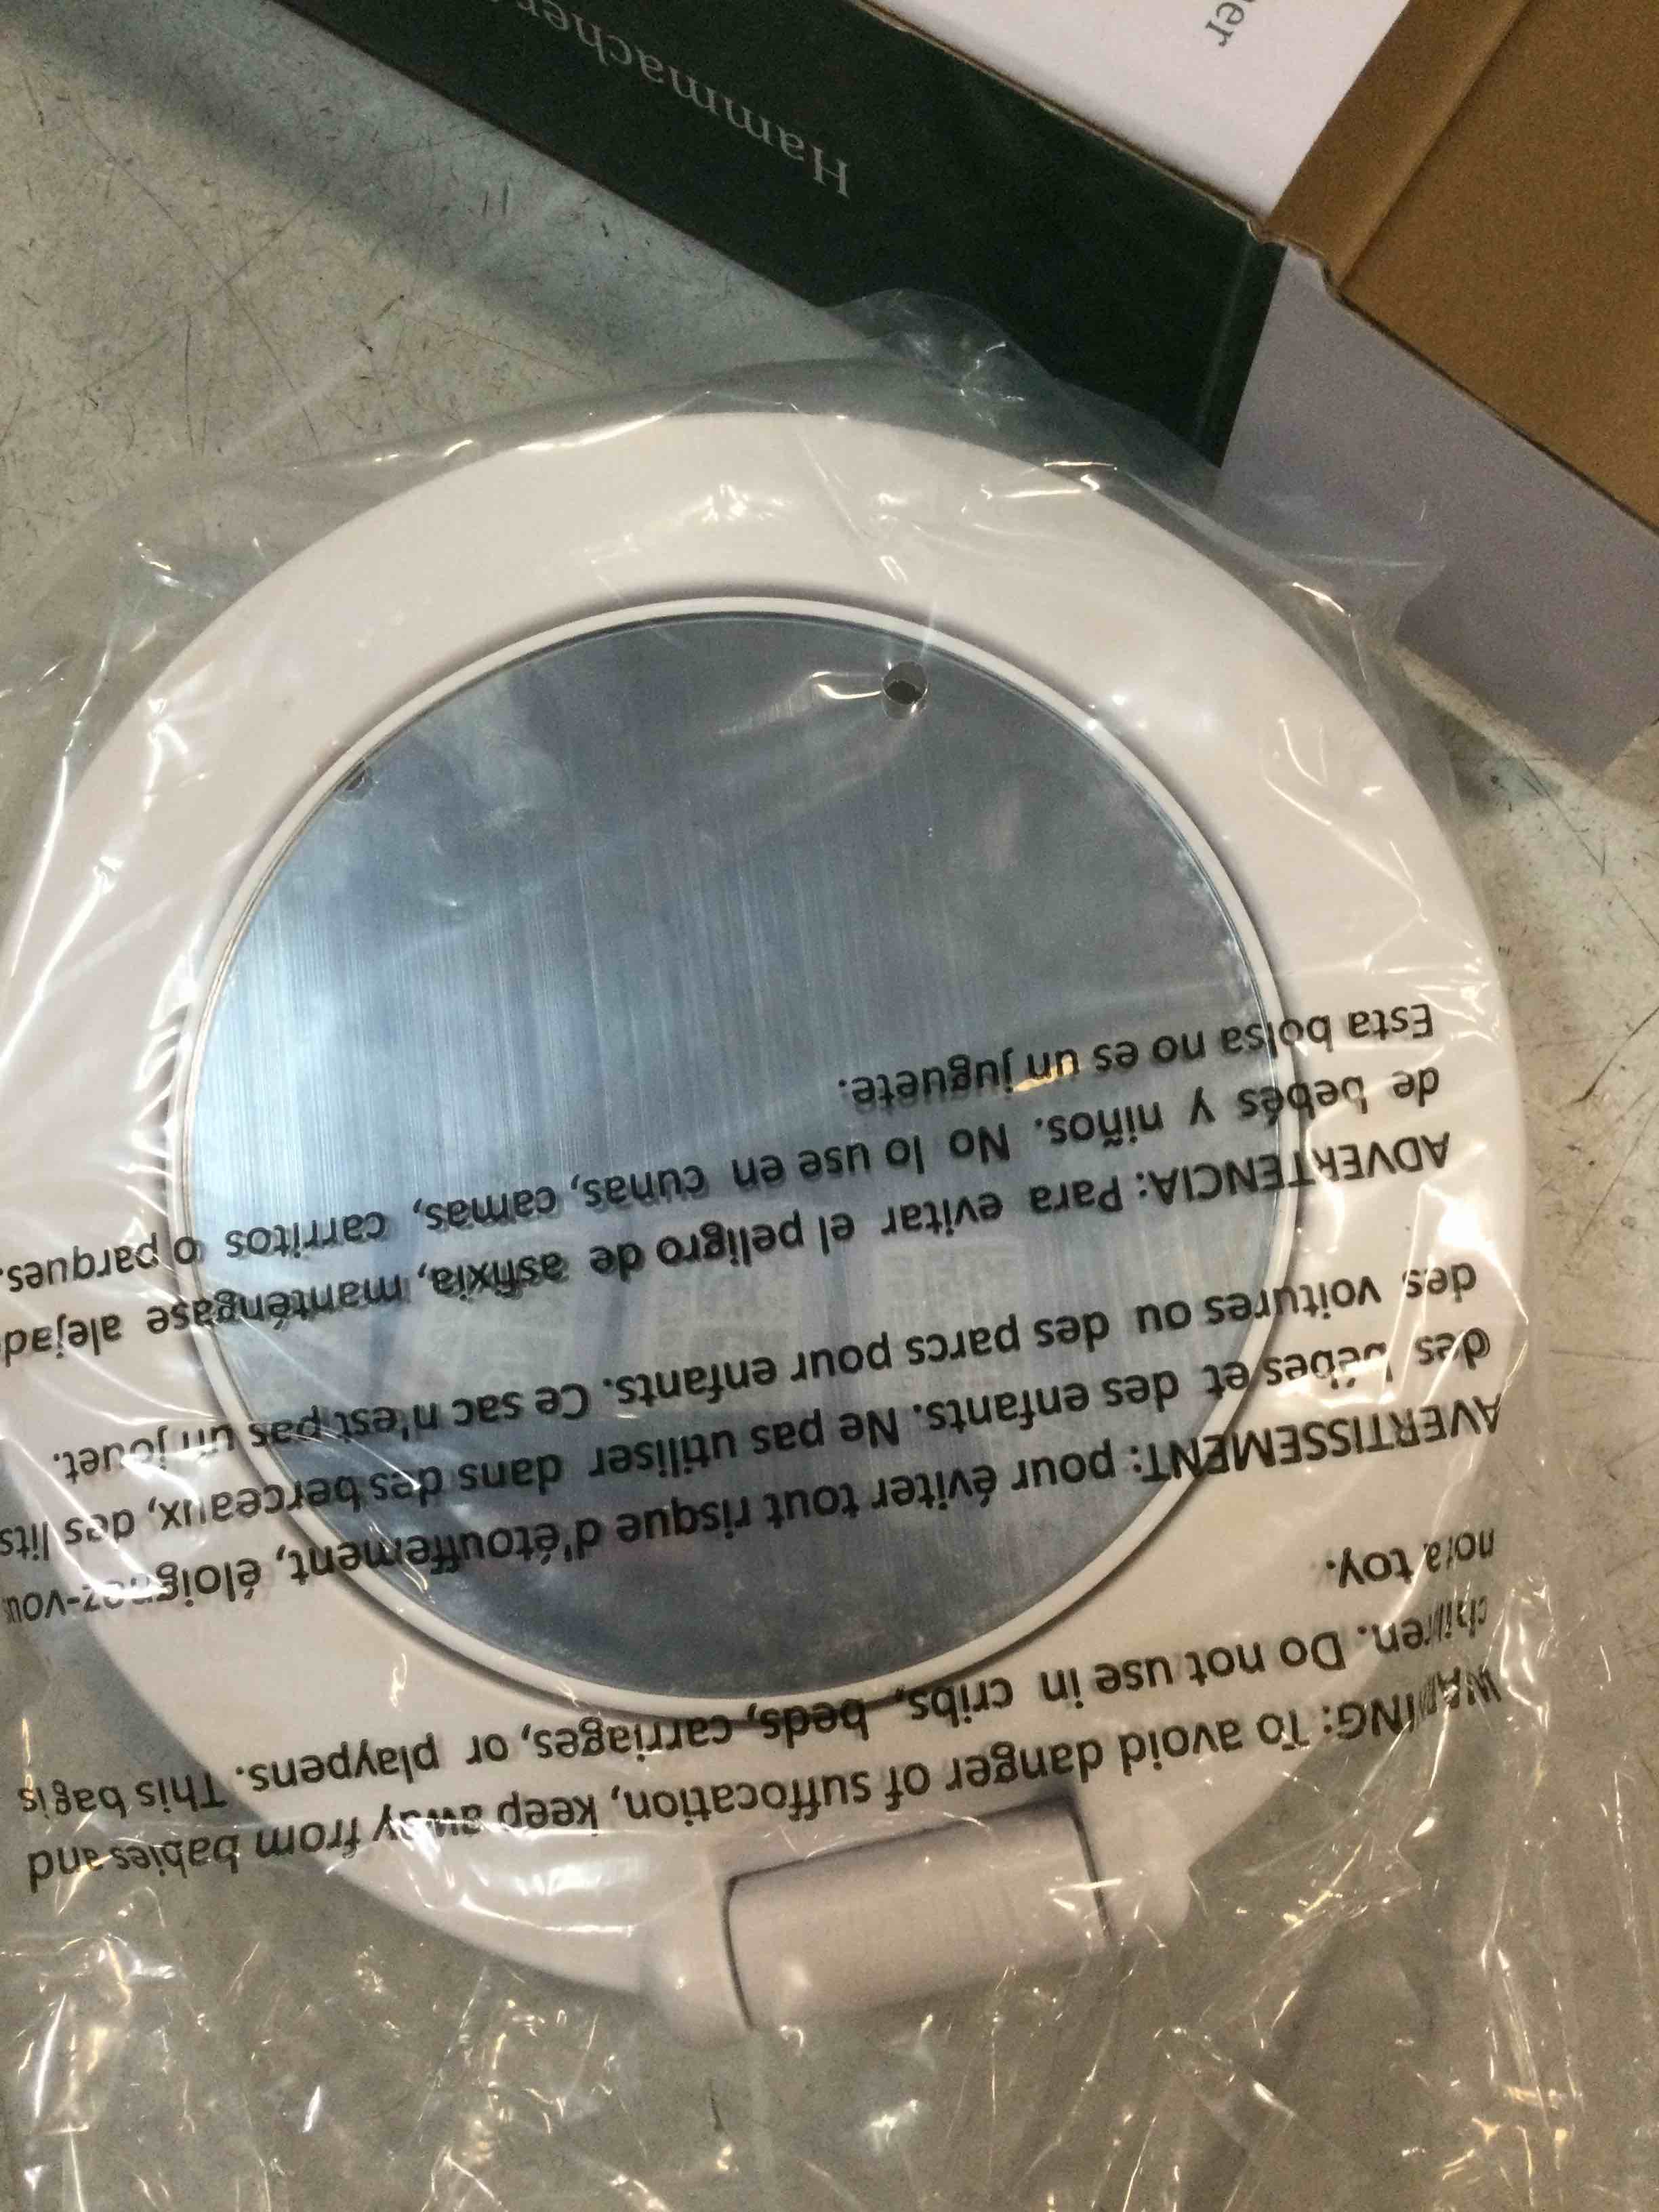 WARNING: To avoid danger of suffocation, keep away from babies and
children. Do not use in cribs, beds, carriages, or playpens. This bag is
not a toy.
AVERTISSEMENT: pour éviter tout risque d'étouffement, éloignez-vou
des bébés et des enfants. Ne pas utiliser dans des berceaux, des lits
des voitures ou des parcs pour enfants. Ce sac n'est pas un jouet.
ADVERTENCIA: Para evitar el peligro de asfixia, manténgase alejad
de bebés y niños. No lo use en cunas, camas, carritos o parques.
Esta bolsa no es un juguete.
Hammacher
er